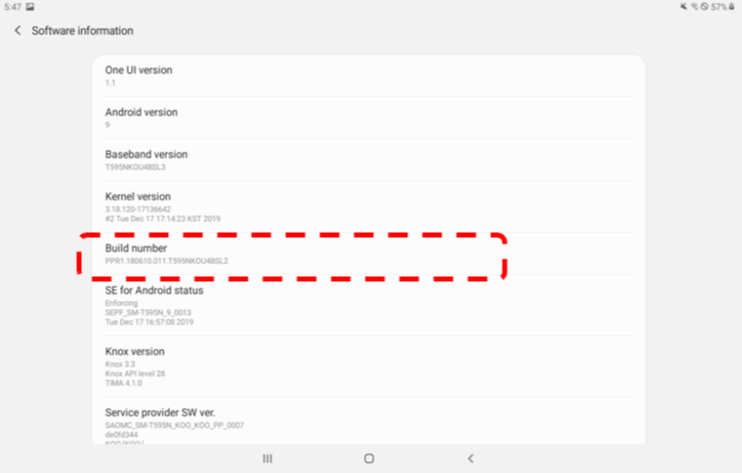 5:47
57%
Software information
One UI version
1.1
Android version
9
Baseband version
T595NKOU4BSL3
Kernel version
3.18.120-17136642
#2 Tue Dec 17 17:14:23 KST 2019
Build number
PPR1.180610.011.T595NKOU4BSL2
SE for Android status
Enforcing
SEPF_SM-T595N_9_0013
Tue Dec 17 16:57:08 2019
Knox version
Knox 3.3
Knox API level 28
TIMA 4.1.0
Service provider SW ver.
SAOMC_SM-T595N_KOO_KOO_PP_0007
de0fd344